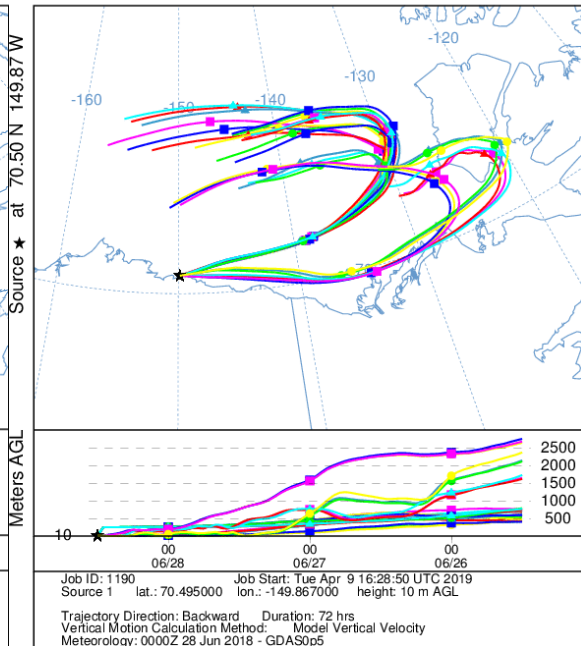 Source ★ at 70.50 N 149.87 W
-120
-130
-140
-150
-160
Meters AGL
2500
2000
1500
1000
500
10
00 00 00
06/28 06/27 06/26
Job ID: 1190 Job Start: Tue Apr 9 16:28:50 UTC 2019
Source 1 lat.: 70.495000 lon.: -149.867000 height: 10 m AGL
Trajectory Direction: Backward Duration: 72 hrs
Vertical Motion Calculation Method: Model Vertical Velocity
Meteorology: 0000Z 28 Jun 2018 - GDAS0p5